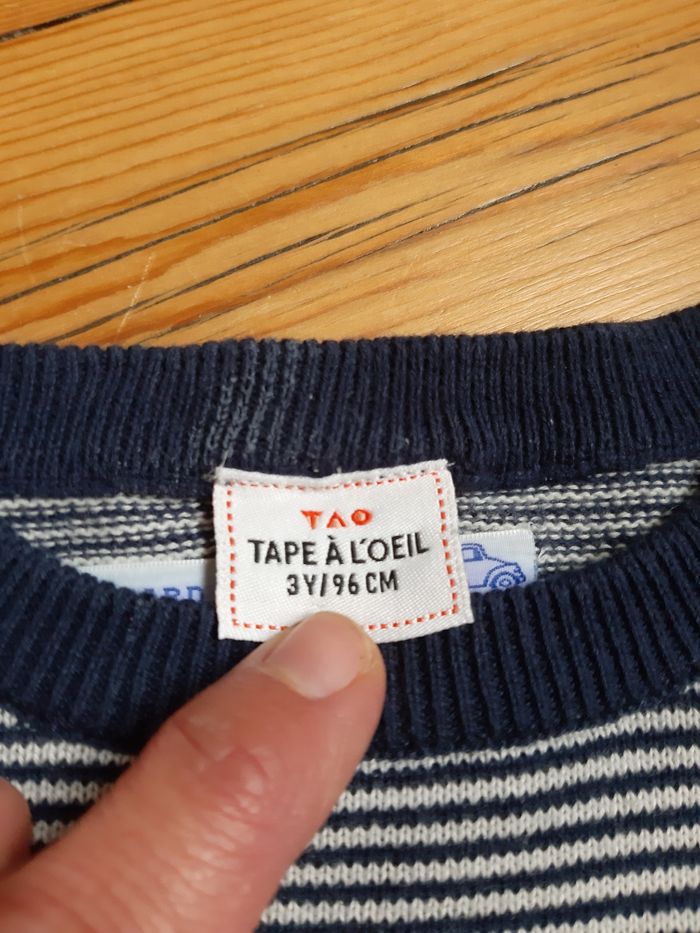 TAO
TAPE À L'OEIL
3Y/96 CM